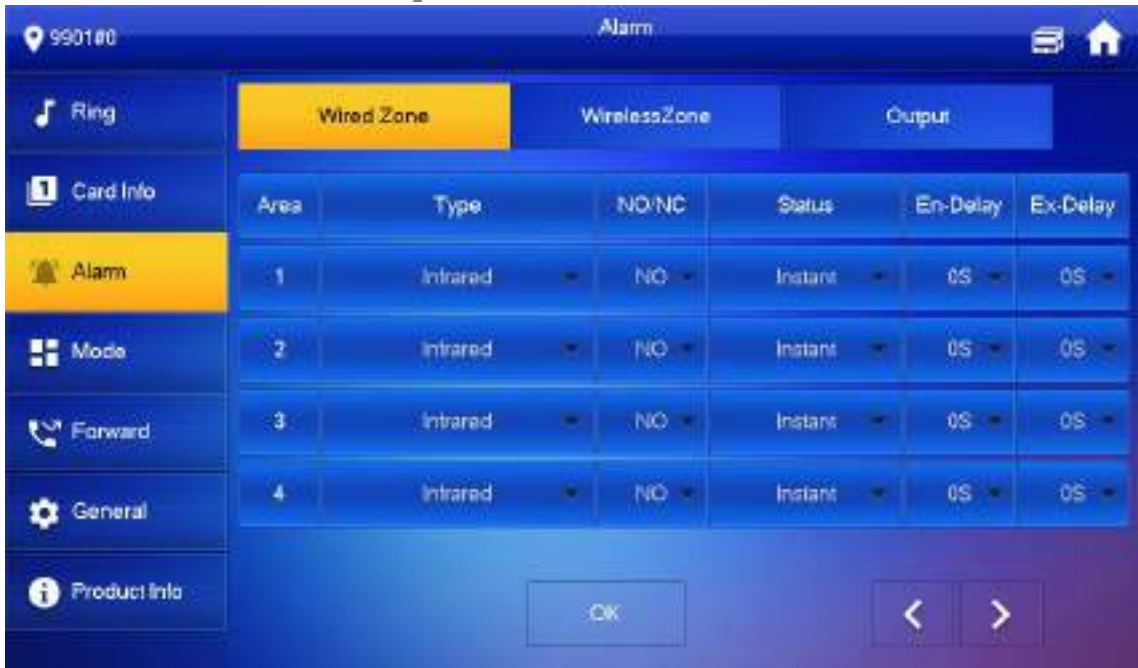 9901#0
Alarm
Ring
Card Info
Alarm
Mode
Forward
General
Product Info
Wired Zone WirelessZone Output
Area Type NO/NC Status En-Delay Ex-Delay
1 Infrared NO Instant 0S 0S
2 Infrared NO Instant 0S 0S
3 Infrared NO Instant 0S 0S
4 Infrared NO Instant 0S 0S
OK